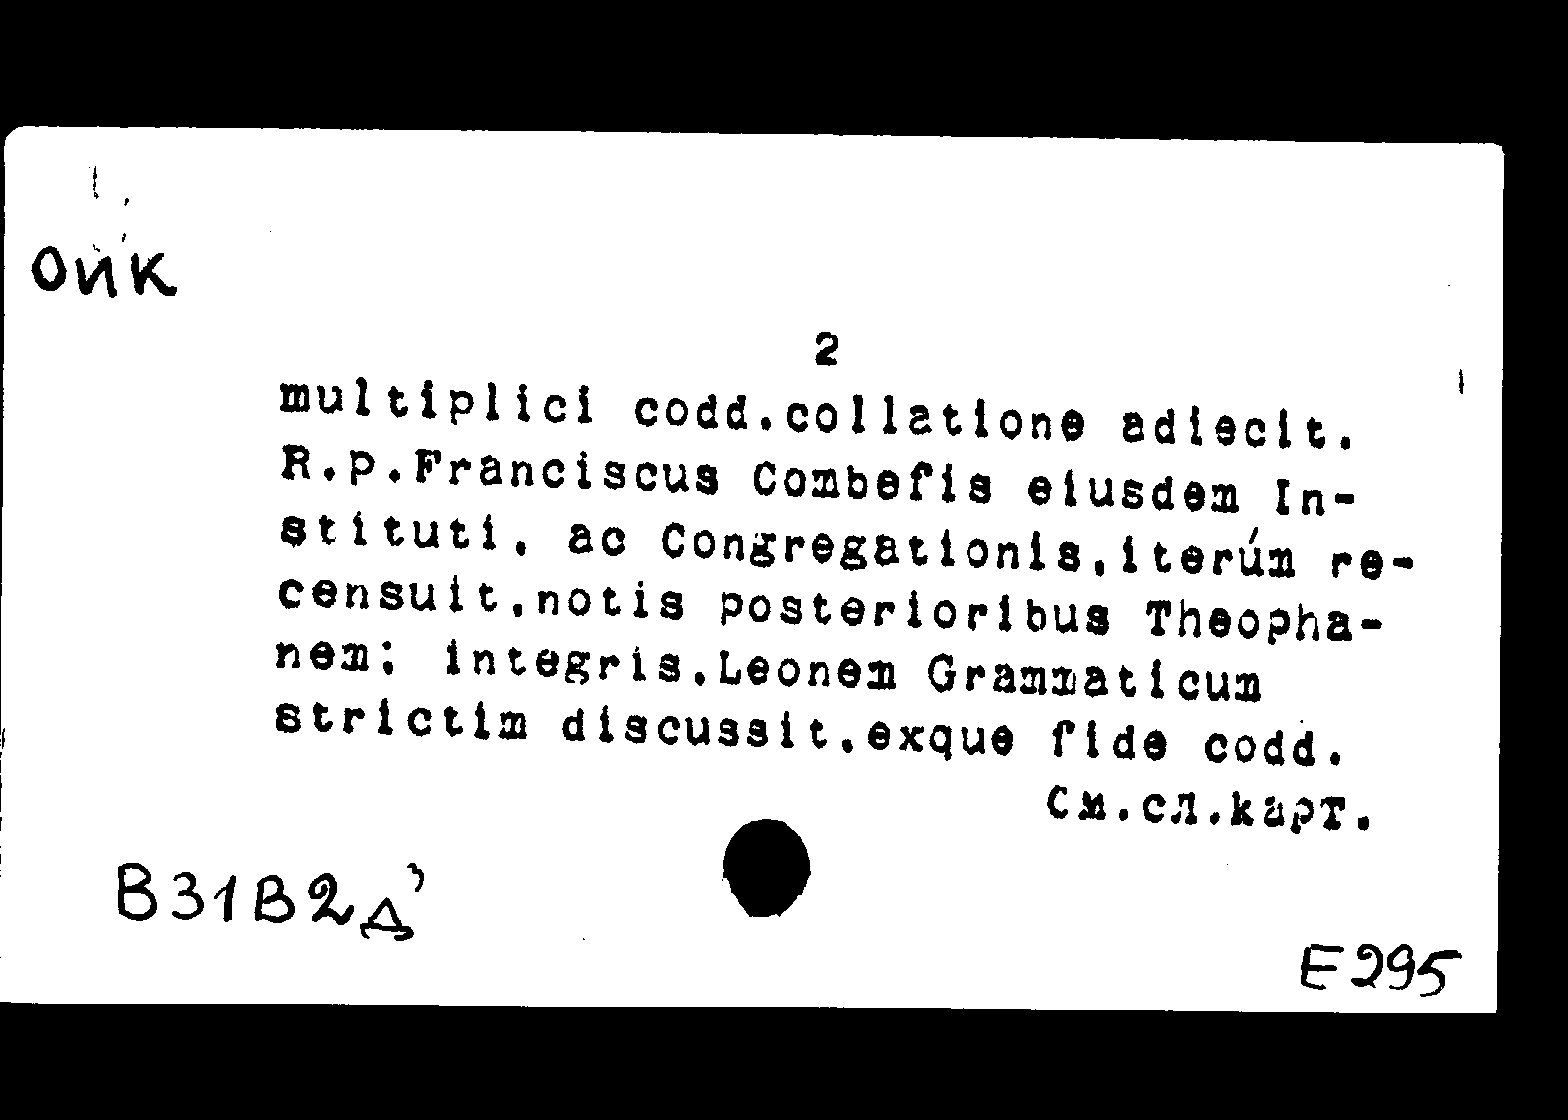 ОИК
2
multiplici codd.collatione adiecit.
R.p.Franciscus Combefis eiusdem In-
stituti, ac Congregationis,iterúm re-
censuit,notis posterioribus Theopha-
nem; integris,Leonem Grammaticum
strictim discussit,exque fide codd.
См.сл.карт.
В31В2д³
E295